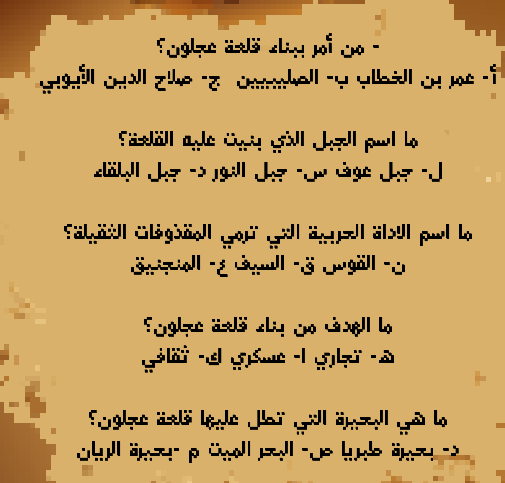 - من أمر ببناء قلعة عجلون؟
أ- عمر بن الخطاب ب- الصليبيين ج- صلاح الدين الأيوبي
ما اسم الجبل الذي بنيت عليه القلعة؟
ل- جبل عوف س- جبل النور د- جبل البلقاء
ما اسم الاداة الحربية التي ترمي المقذوفات الثقيلة؟
ن- القوس ق- السيف ع- المنجنيق
ما الهدف من بناء قلعة عجلون؟
ه- تجاري ا- عسكري ك- ثقافي
ما هي البحيرة التي تطل عليها قلعة عجلون؟
د- بحيرة طبريا ص- البحر الميت م -بحيرة الريان